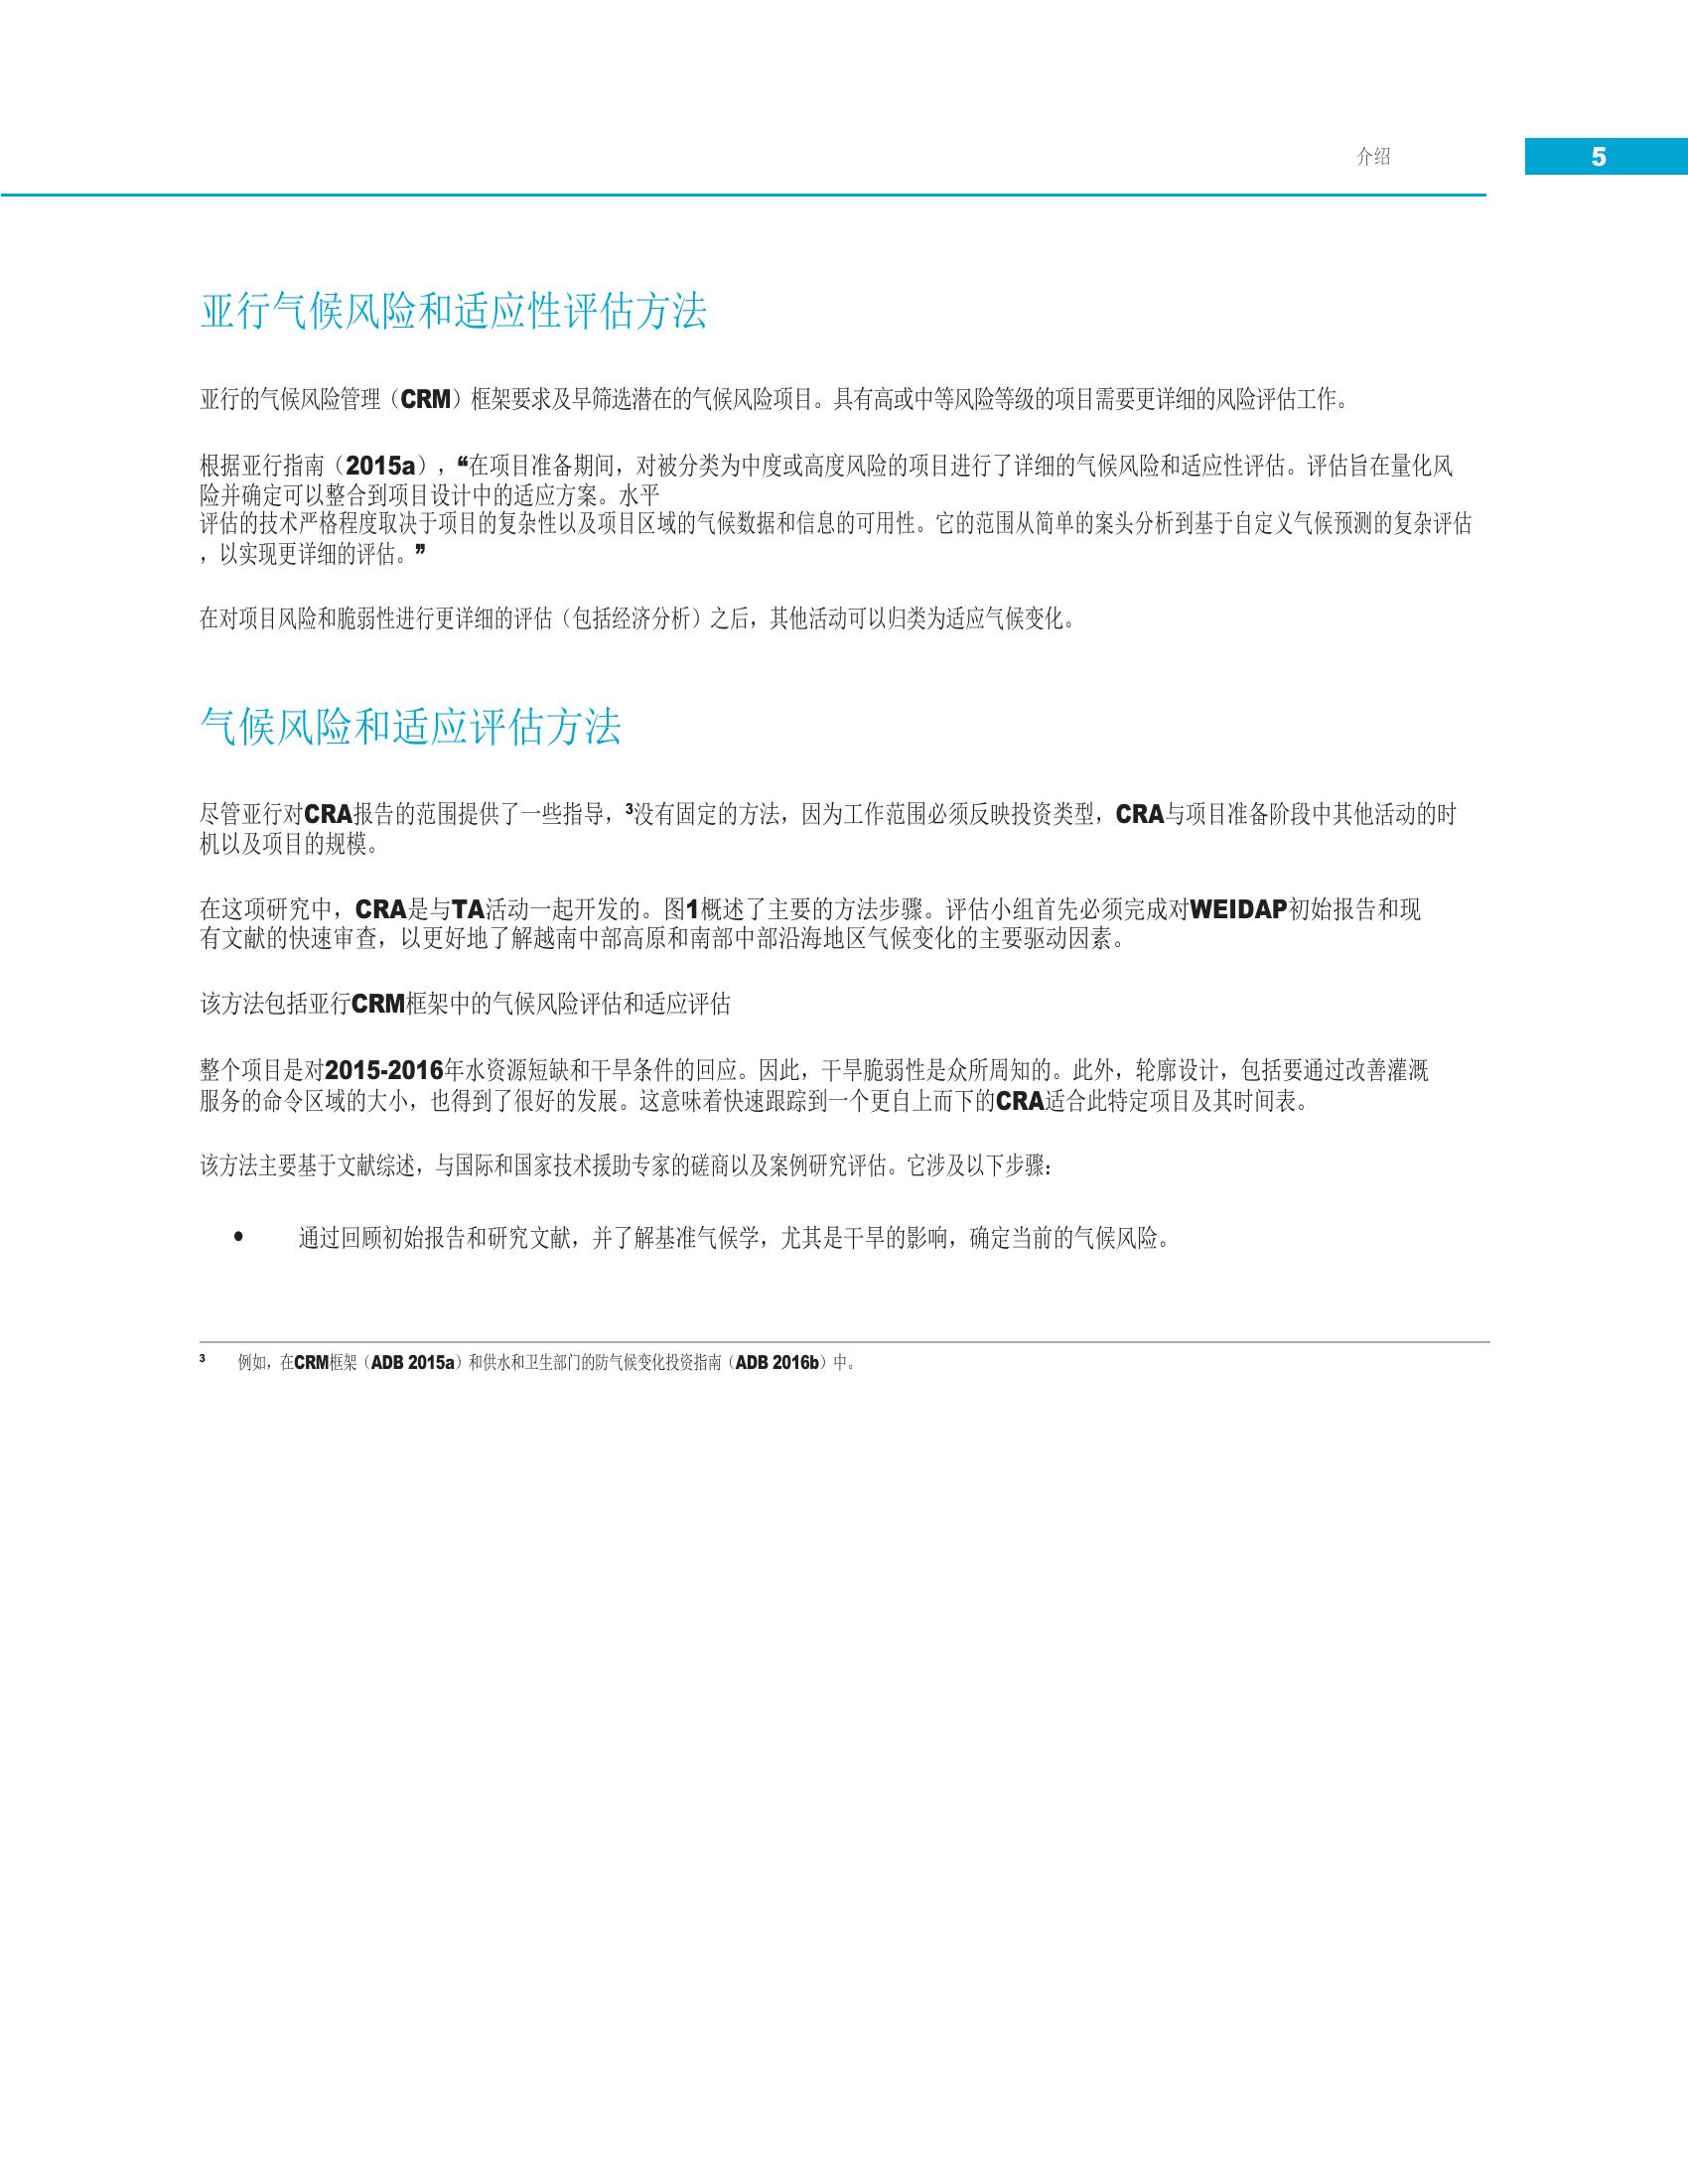 介绍
5
亚行气候风险和适应性评估方法
亚行的气候风险管理（CRM）框架要求及早筛选潜在的气候风险项目。具有高或中等风险等级的项目需要更详细的风险评估工作。
根据亚行指南（2015a），“在项目准备期间，对被分类为中度或高度风险的项目进行了详细的气候风险和适应性评估。评估旨在量化风
险并确定可以整合到项目设计中的适应方案。水平
评估的技术严格程度取决于项目的复杂性以及项目区域的气候数据和信息的可用性。它的范围从简单的案头分析到基于自定义气候预测的复杂评估
，以实现更详细的评估。”
在对项目风险和脆弱性进行更详细的评估（包括经济分析）之后，其他活动可以归类为适应气候变化。
气候风险和适应评估方法
尽管亚行对CRA报告的范围提供了一些指导，3没有固定的方法，因为工作范围必须反映投资类型，CRA与项目准备阶段中其他活动的时
机以及项目的规模。
在这项研究中，CRA是与TA活动一起开发的。图1概述了主要的方法步骤。评估小组首先必须完成对WEIDAP初始报告和现
有文献的快速审查，以更好地了解越南中部高原和南部中部沿海地区气候变化的主要驱动因素。
该方法包括亚行CRM框架中的气候风险评估和适应评估
整个项目是对2015-2016年水资源短缺和干旱条件的回应。因此，干旱脆弱性是众所周知的。此外，轮廓设计，包括要通过改善灌溉
服务的命令区域的大小，也得到了很好的发展。这意味着快速跟踪到一个更自上而下的CRA适合此特定项目及其时间表。
该方法主要基于文献综述，与国际和国家技术援助专家的磋商以及案例研究评估。它涉及以下步骤：
• 通过回顾初始报告和研究文献，并了解基准气候学，尤其是干旱的影响，确定当前的气候风险。
3 例如，在CRM框架（ADB 2015a）和供水和卫生部门的防气候变化投资指南（ADB 2016b）中。